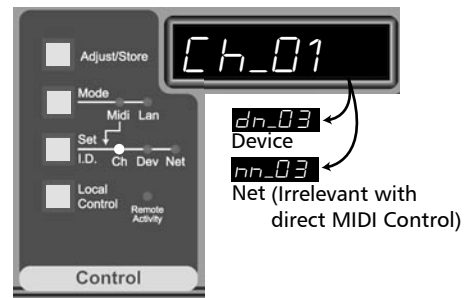 Ch_01
Adjust/Store
Mode
Midi Lan
Set
I.D. Ch Dev Net
Local
Control
Remote
Activity
Control
dn_03
Device
nn_03
Net (Irrelevant with
direct MIDI Control)